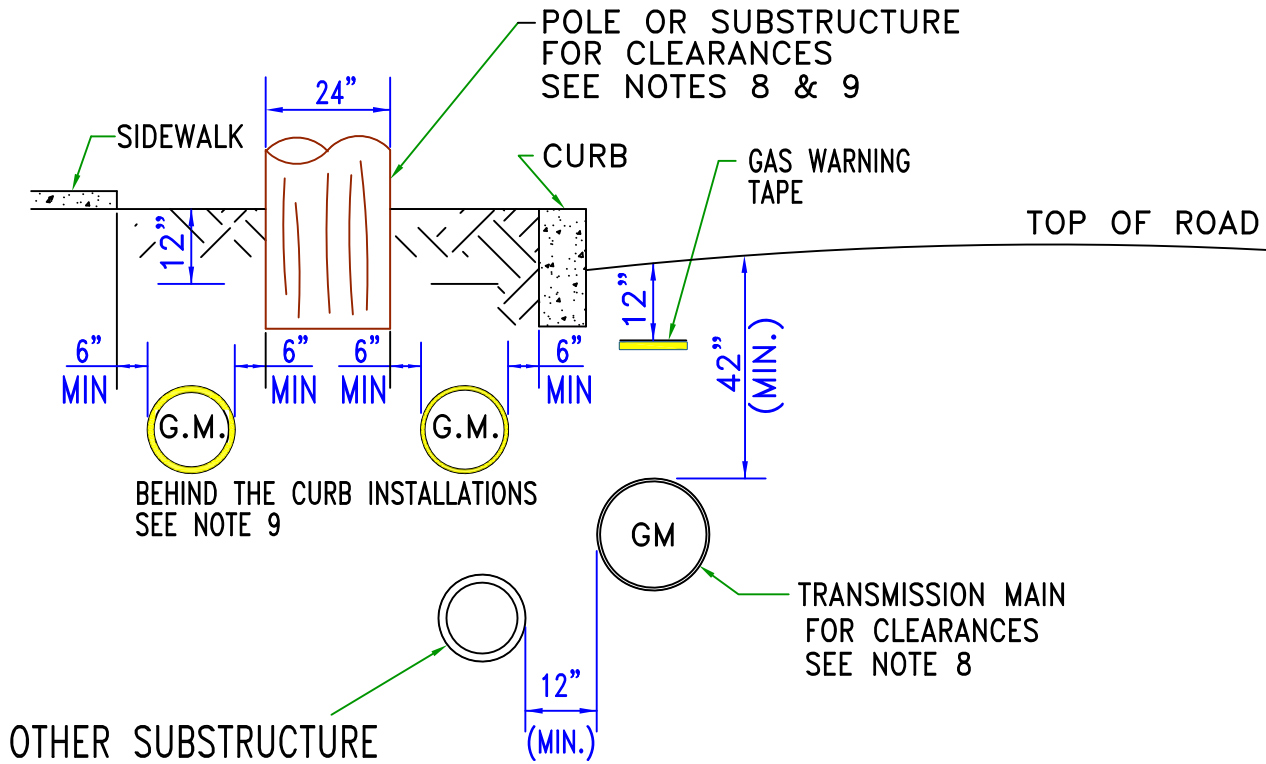 POLE OR SUBSTRUCTURE
FOR CLEARANCES
SEE NOTES 8 & 9
24"
SIDEWALK
CURB
GAS WARNING
TAPE
TOP OF ROAD
12"
12"
42"
(MIN.)
6"
MIN
6"
MIN
6"
MIN
6"
MIN
G.M.
G.M.
BEHIND THE CURB INSTALLATIONS
SEE NOTE 9
GM
TRANSMISSION MAIN
FOR CLEARANCES
SEE NOTE 8
12"
(MIN.)
OTHER SUBSTRUCTURE